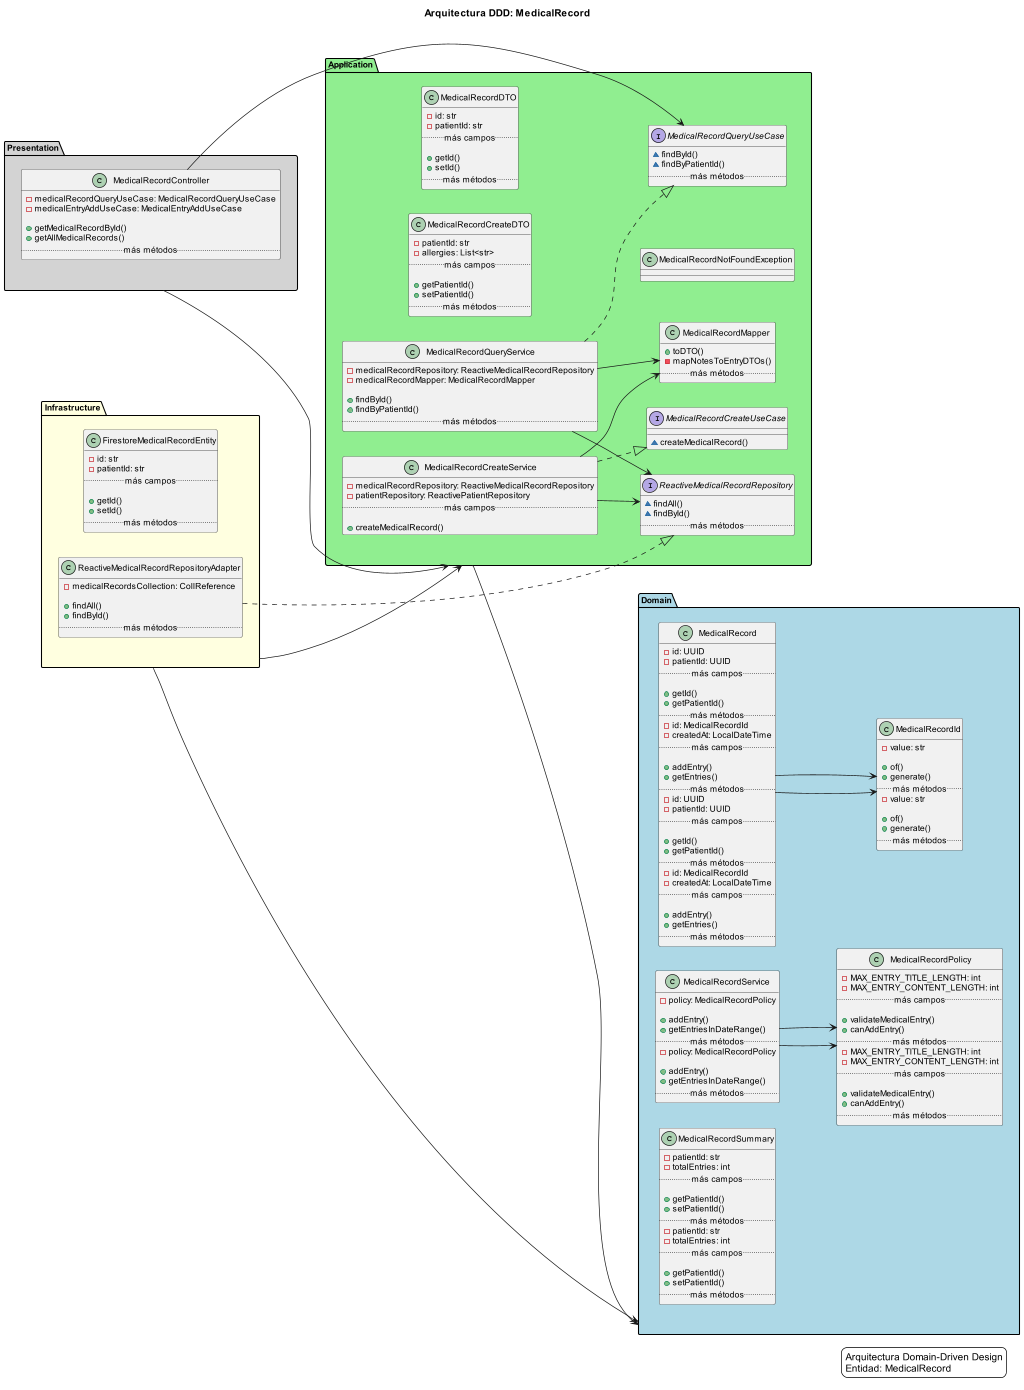 Arquitectura DDD: MedicalRecord
Presentation
C MedicalRecordController
medicalRecordQueryUseCase: MedicalRecordQueryUseCase
medicalEntryAddUseCase: MedicalEntryAddUseCase
getMedicalRecordById()
getAllMedicalRecords()
más métodos
Infrastructure
C FirestoreMedicalRecordEntity
id: str
patientId: str
más campos
getId()
setId()
más métodos
C ReactiveMedicalRecordRepositoryAdapter
medicalRecordsCollection: CollReference
findAll()
findById()
más métodos
Application
C MedicalRecordDTO
id: str
patientId: str
más campos
getId()
setId()
más métodos
C MedicalRecordCreateDTO
patientId: str
allergies: List<str>
más campos
getPatientId()
setPatientId()
más métodos
C MedicalRecordQueryService
medicalRecordRepository: ReactiveMedicalRecordRepository
medicalRecordMapper: MedicalRecordMapper
findById()
findByPatientId()
más métodos
C MedicalRecordCreateService
medicalRecordRepository: ReactiveMedicalRecordRepository
patientRepository: ReactivePatientRepository
más campos
createMedicalRecord()
I MedicalRecordQueryUseCase
findById()
findByPatientId()
más métodos
C MedicalRecordNotFoundException
C MedicalRecordMapper
toDTO()
mapNotesToEntryDTOs()
más métodos
I MedicalRecordCreateUseCase
createMedicalRecord()
I ReactiveMedicalRecordRepository
findAll()
findById()
más métodos
Domain
C MedicalRecord
id: UUID
patientId: UUID
más campos
getId()
getPatientId()
más métodos
id: MedicalRecordId
createdAt: LocalDateTime
más campos
addEntry()
getEntries()
más métodos
id: UUID
patientId: UUID
más campos
getId()
getPatientId()
más métodos
id: MedicalRecordId
createdAt: LocalDateTime
más campos
addEntry()
getEntries()
más métodos
C MedicalRecordId
value: str
of()
generate()
más métodos
value: str
of()
generate()
más métodos
C MedicalRecordService
policy: MedicalRecordPolicy
addEntry()
getEntriesInDateRange()
más métodos
policy: MedicalRecordPolicy
addEntry()
getEntriesInDateRange()
más métodos
C MedicalRecordPolicy
MAX_ENTRY_TITLE_LENGTH: int
MAX_ENTRY_CONTENT_LENGTH: int
más campos
validateMedicalEntry()
canAddEntry()
más métodos
MAX_ENTRY_TITLE_LENGTH: int
MAX_ENTRY_CONTENT_LENGTH: int
más campos
validateMedicalEntry()
canAddEntry()
más métodos
C MedicalRecordSummary
patientId: str
totalEntries: int
más campos
getPatientId()
setPatientId()
más métodos
patientId: str
totalEntries: int
más campos
getPatientId()
setPatientId()
más métodos
Arquitectura Domain-Driven Design
Entidad: MedicalRecord